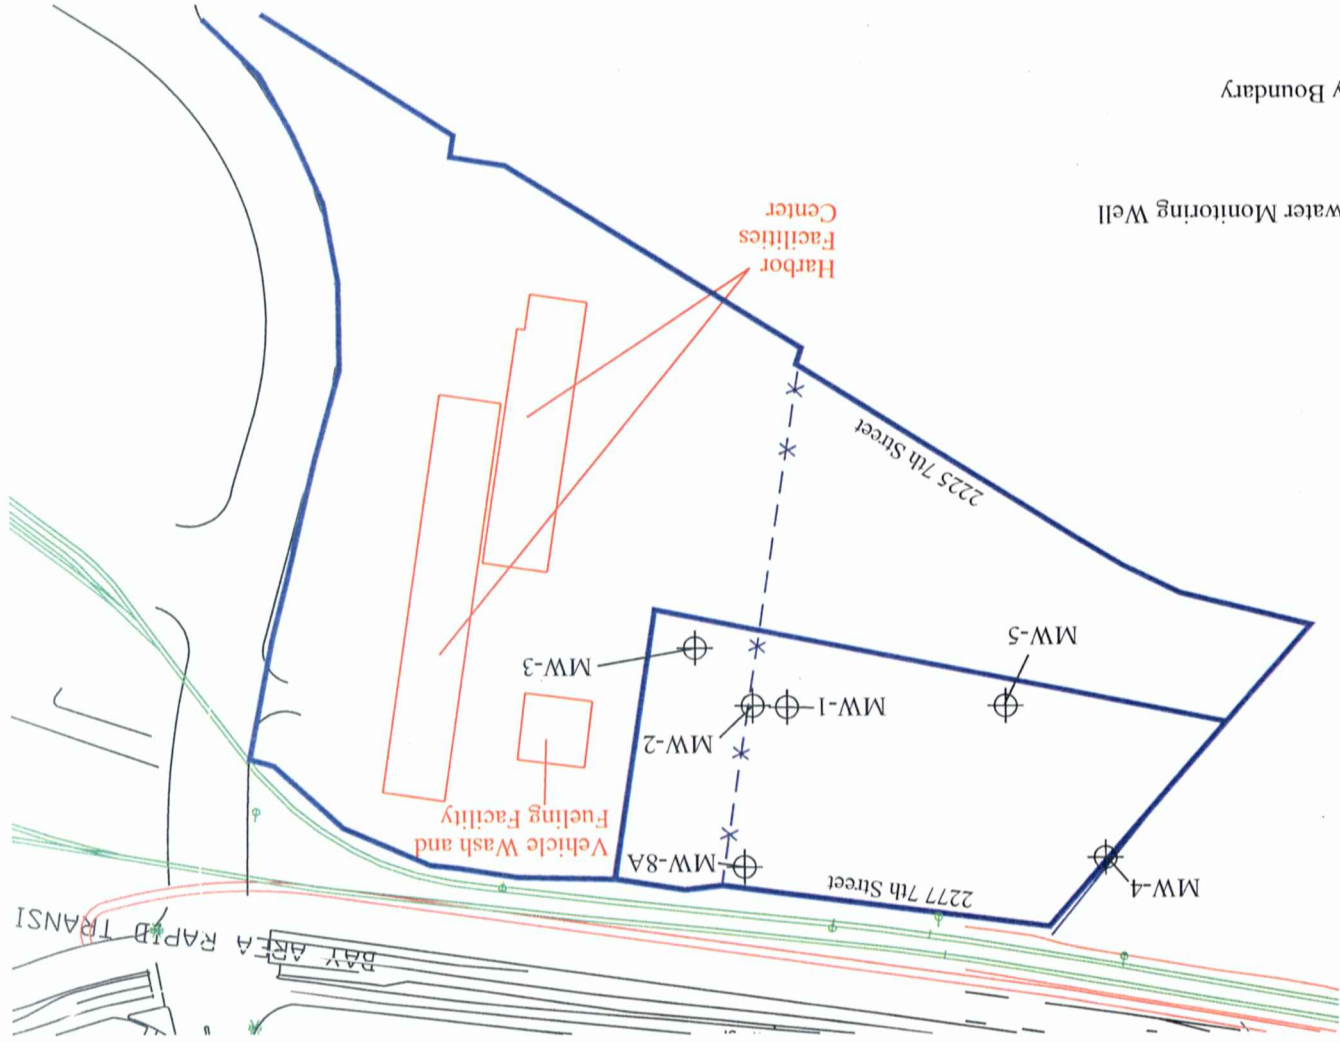 BAY AREA RAPID TRANSI
2277 7th Street
MW-4
MW-8A
Vehicle Wash and
Fueling Facility
MW-2
MW-1
MW-3
MW-5
2225 7th Street
Harbor
Facilities
Center
water Monitoring Well
y Boundary